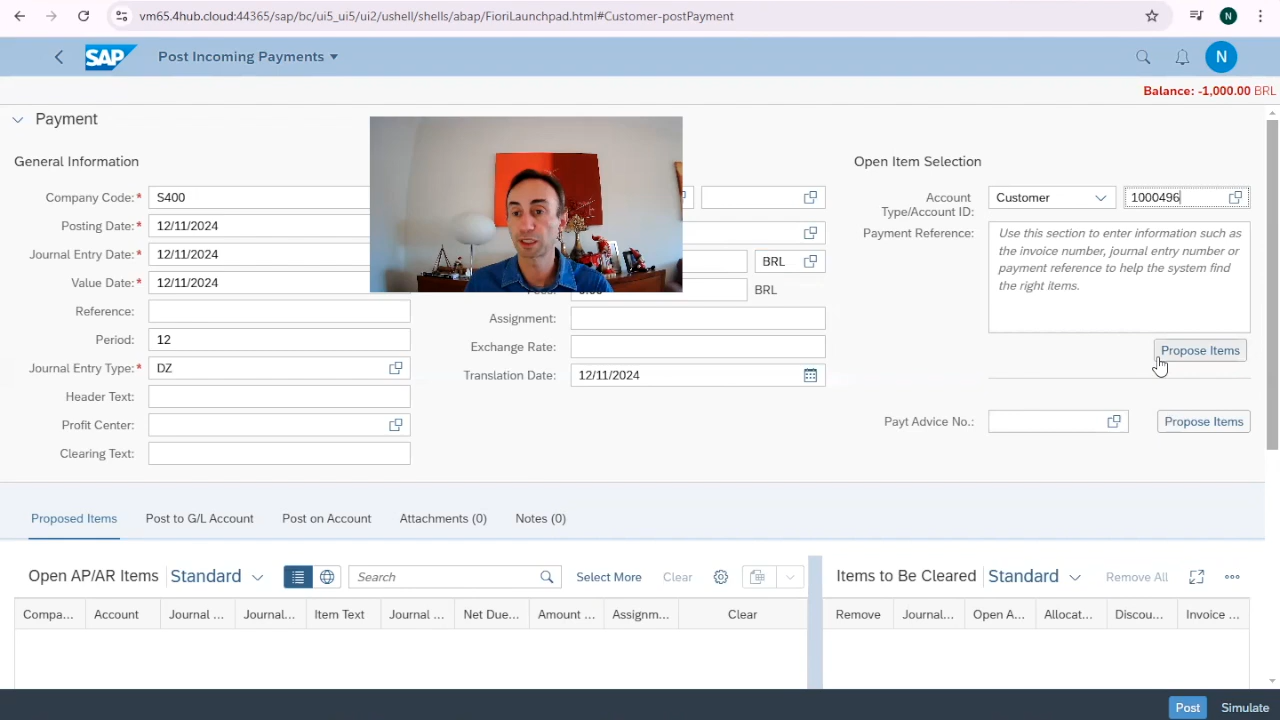 vm65.4hub.cloud:44365/sap/bc/ui5_ui5/ui2/ushell/shells/abap/FioriLaunchpad.html#Customer-postPayment
N
SAP
Post Incoming Payments
N
Balance: -1,000.00 BRL
Payment
General Information
Open Item Selection
Company Code:* S400
Account Type/Account ID: Customer 1000496
Posting Date:* 12/11/2024
Payment Reference: Use this section to enter information such as
the invoice number, journal entry number or
payment reference to help the system find
the right items.
Journal Entry Date:* 12/11/2024
BRL
Value Date:* 12/11/2024
BRL
Reference:
Assignment:
Period: 12
Exchange Rate:
Propose Items
Journal Entry Type:* DZ
Translation Date: 12/11/2024
Header Text:
Profit Center:
Payt Advice No.: Propose Items
Clearing Text:
Proposed Items Post to G/L Account Post on Account Attachments (0) Notes (0)
Open AP/AR Items Standard Search Select More Clear
Items to Be Cleared Standard Remove All
Compa... Account Journal ... Journal... Item Text Journal ... Net Due... Amount ... Assignm... Clear
Remove Journal... Open A... Allocat... Discou... Invoice ...
Post Simulate